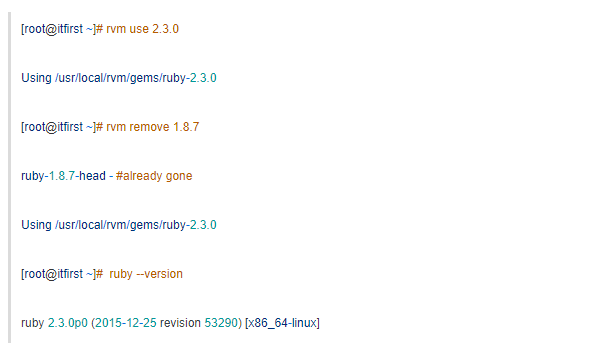 [root@itfirst ~]# rvm use 2.3.0
Using /usr/local/rvm/gems/ruby-2.3.0
[root@itfirst ~]# rvm remove 1.8.7
ruby-1.8.7-head - #already gone
Using /usr/local/rvm/gems/ruby-2.3.0
[root@itfirst ~]#  ruby --version
ruby 2.3.0p0 (2015-12-25 revision 53290) [x86_64-linux]